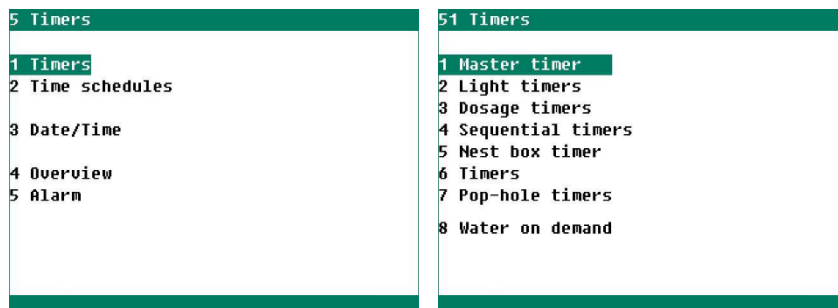 5 Timers
1 Timers
2 Time schedules
3 Date/Time
4 Overview
5 Alarm
51 Timers
1 Master timer
2 Light timers
3 Dosage timers
4 Sequential timers
5 Nest box timer
6 Timers
7 Pop-hole timers
8 Water on demand